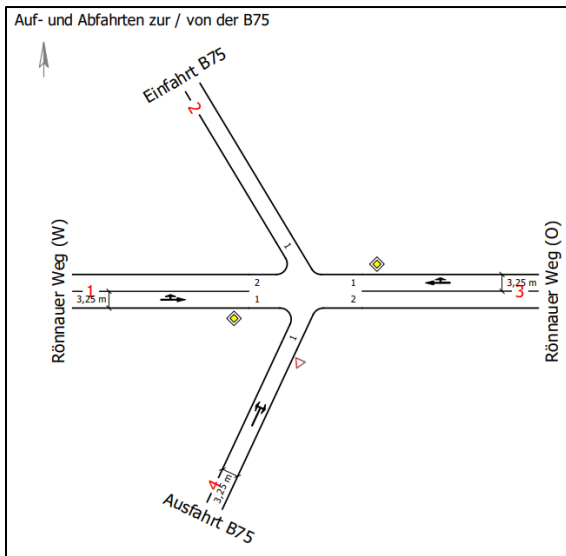 Auf- und Abfahrten zur / von der B75
Einfahrt B75
2
1
Rönnauer Weg (W)
1
3,25 m
2
1
1
2
3,25 m
3
Rönnauer Weg (O)
1
4
3,25 m
Ausfahrt B75